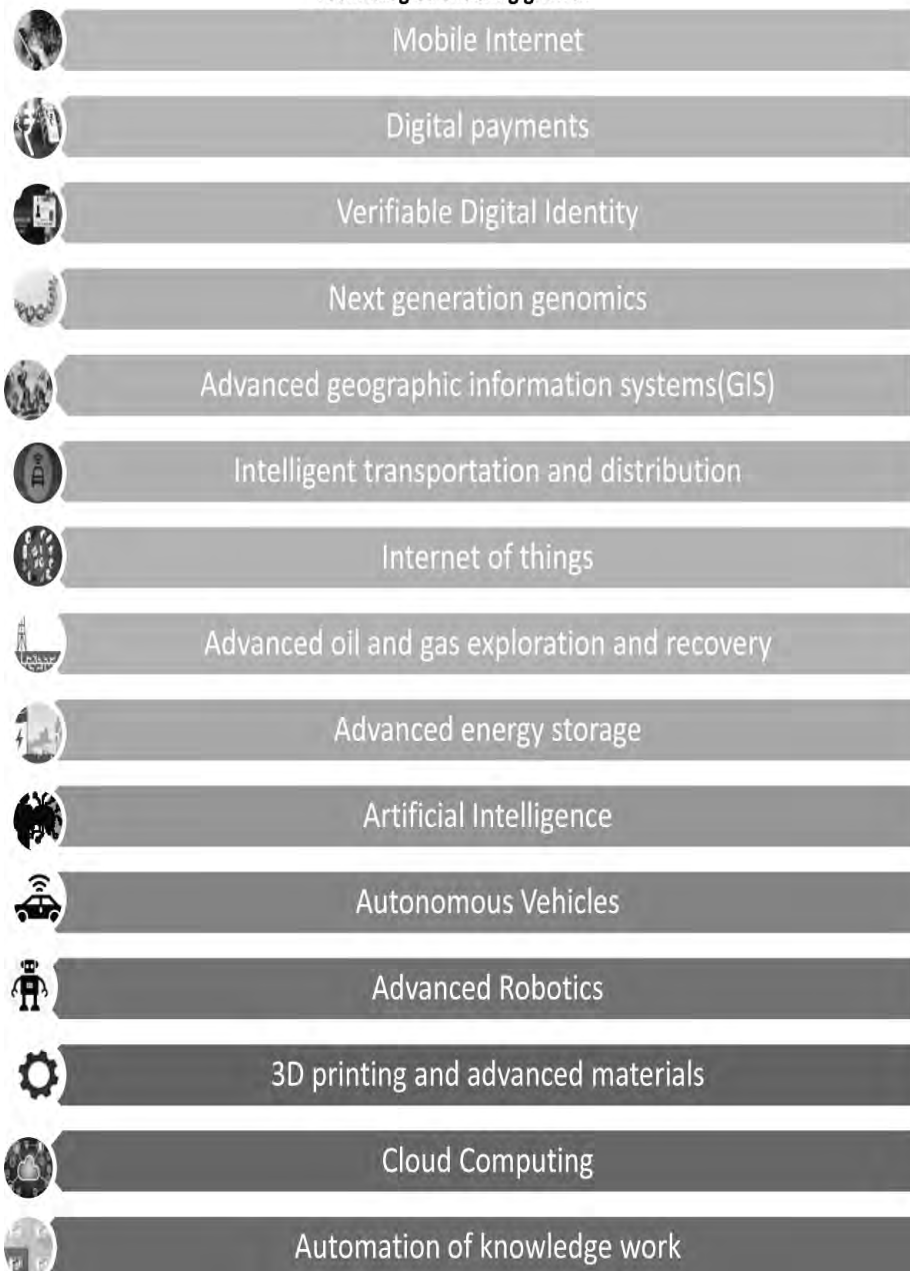 Mobile Internet
Digital payments
Verifiable Digital Identity
Next generation genomics
Advanced geographic information systems(GIS)
Intelligent transportation and distribution
Internet of things
Advanced oil and gas exploration and recovery
Advanced energy storage
Artificial Intelligence
Autonomous Vehicles
Advanced Robotics
3D printing and advanced materials
Cloud Computing
Automation of knowledge work